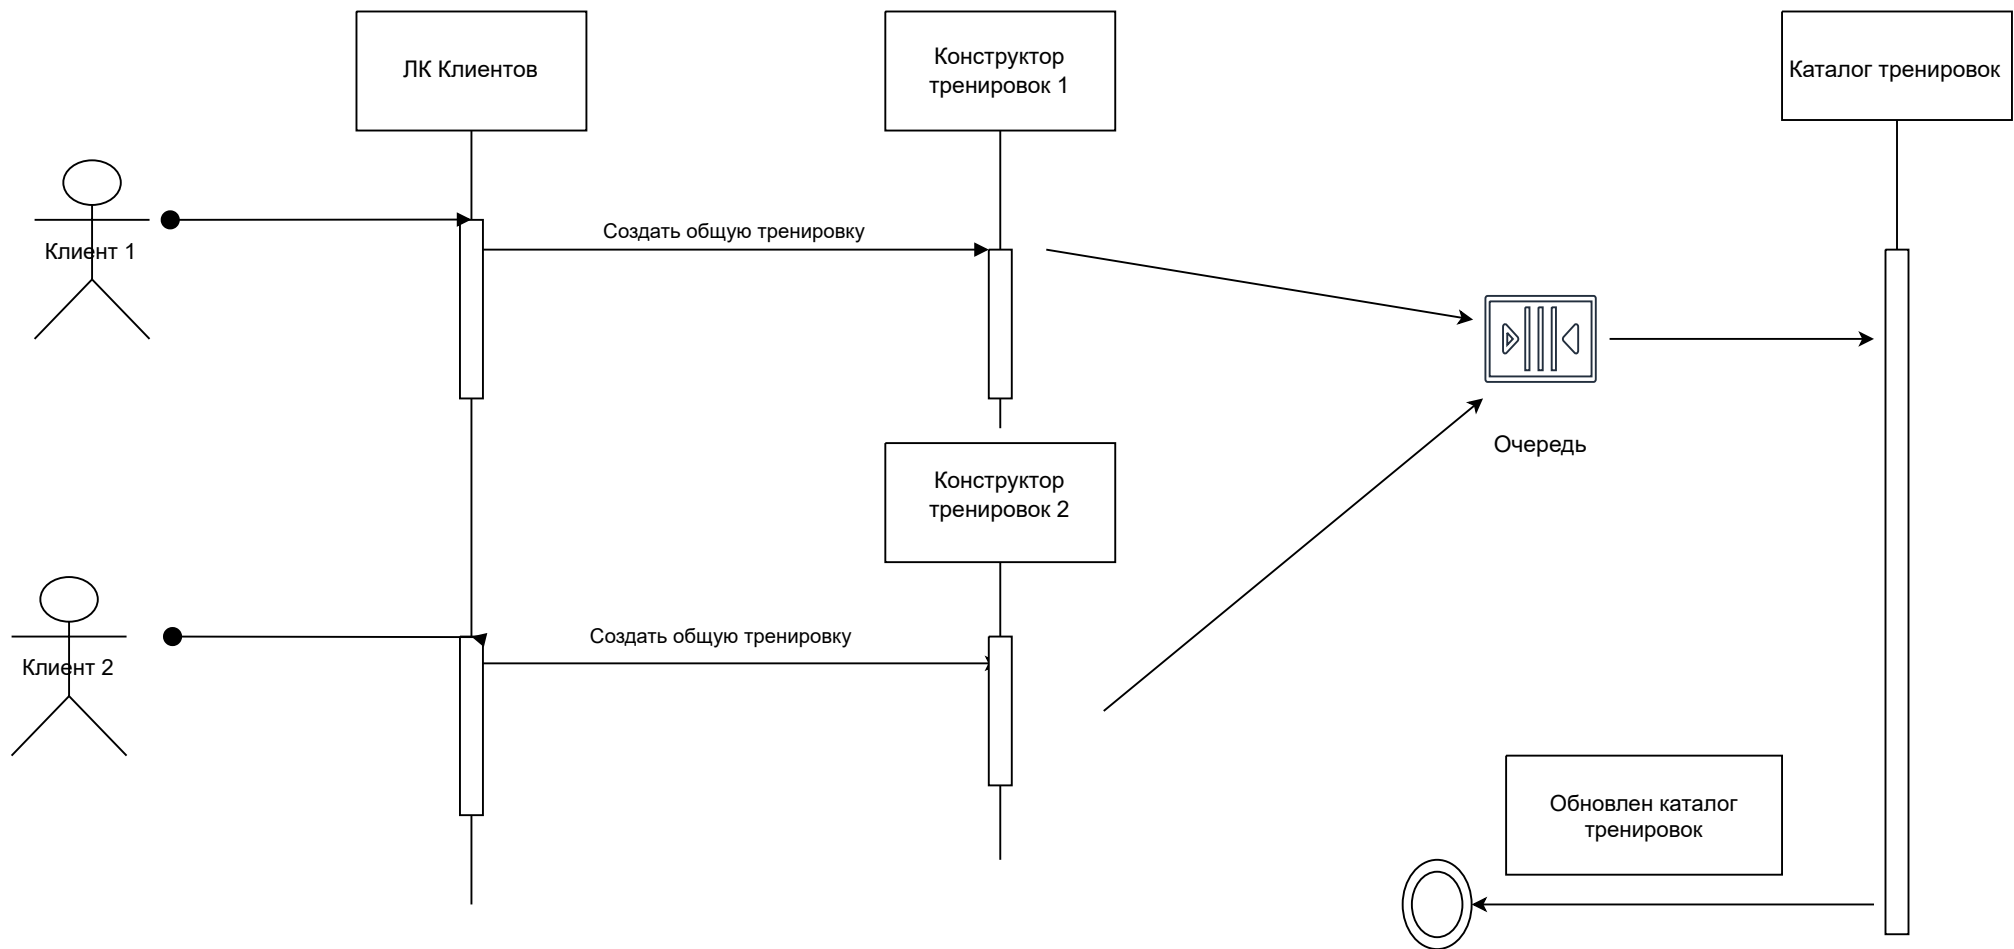 ЛК Клиентов
Конструктор
тренировок 1
Каталог тренировок
Создать общую тренировку
Клиент 1
Очередь
Конструктор
тренировок 2
Создать общую тренировку
Клиент 2
Обновлен каталог
тренировок